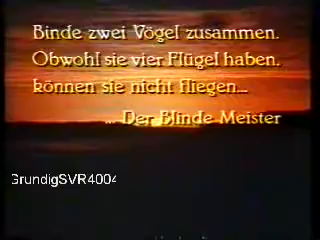 Binde zwei Vögel zusammen.
Obwohl sie vier Flügel haben,
können sie nicht fliegen...
... Der Blinde Meister
GrundigSVR4004